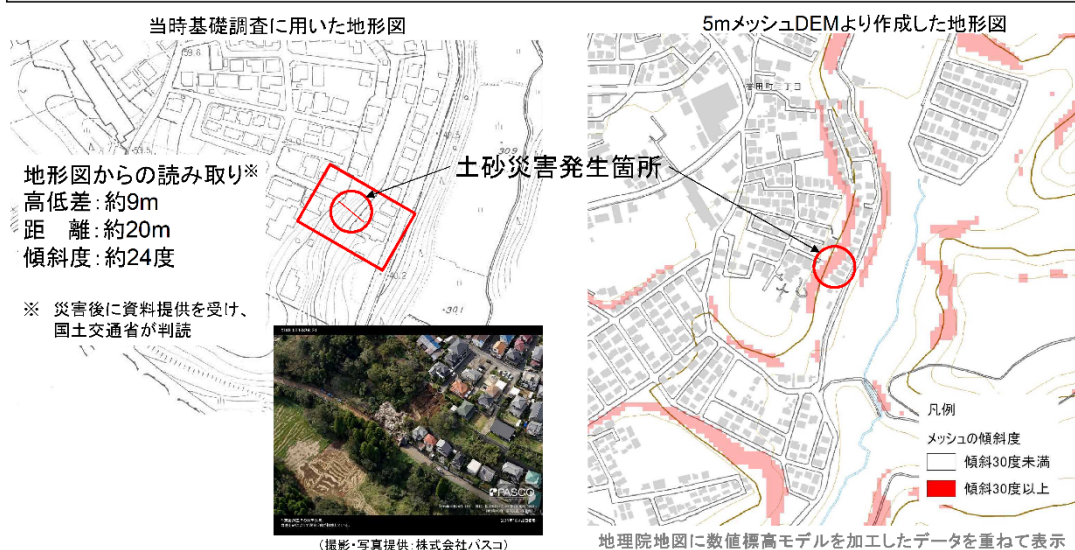 当時基礎調査に用いた地形図
5mメッシュDEMより作成した地形図
地形図からの読み取り※
高低差：約9m
距　離：約20m
傾斜度：約24度
※　災害後に資料提供を受け、
国土交通省が判読
土砂災害発生箇所
309
40.2
-301
PASCO
(撮影・写真提供：株式会社パスコ)
凡例
メッシュの傾斜度
傾斜30度未満
傾斜30度以上
地理院地図に数値標高モデルを加工したデータを重ねて表示